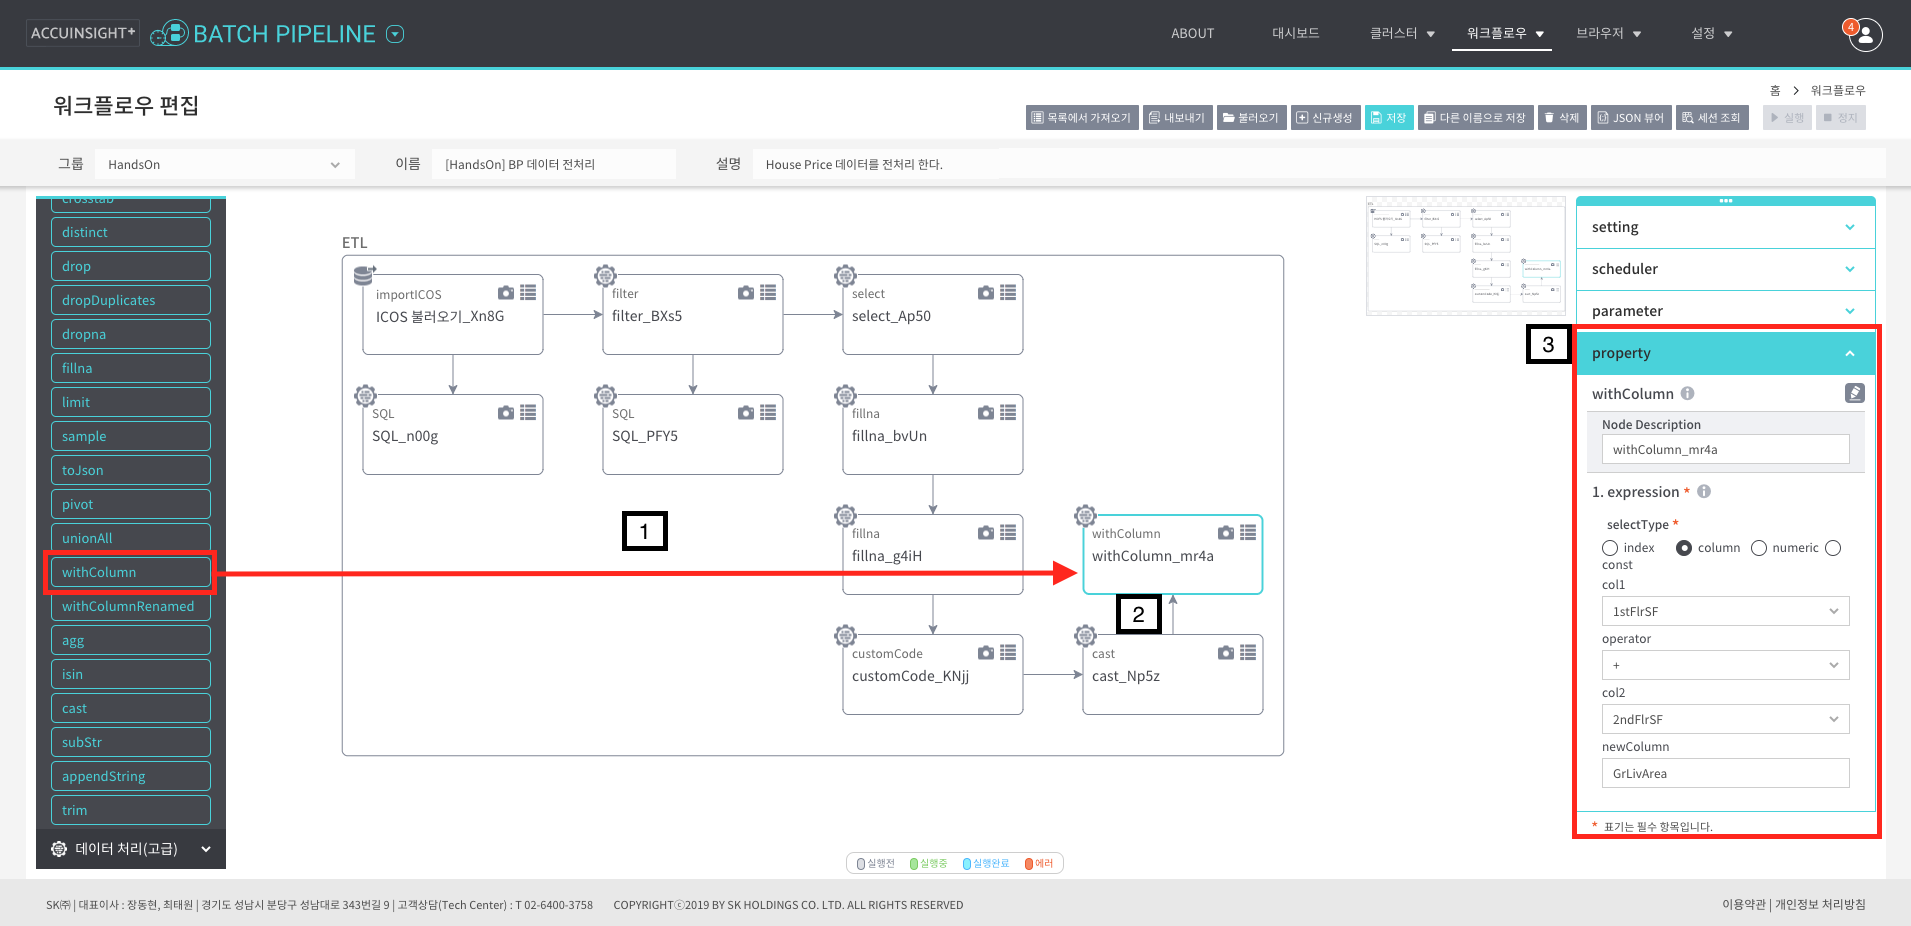 ACCUINSIGHT+
BATCH PIPELINE
ABOUT
대시보드
클러스터
워크플로우
브라우저
설정
4
워크플로우 편집
홈 > 워크플로우
목록에서 가져오기
내보내기
불러오기
신규생성
저장
다른 이름으로 저장
삭제
JSON 뷰어
세션 조회
실행
정지
그룹
HandsOn
이름
[HandsOn] BP 데이터 전처리
설명
House Price 데이터를 전처리 한다.
crosstab
distinct
drop
dropDuplicates
dropna
fillna
limit
sample
toJson
pivot
unionAll
withColumn
withColumnRenamed
agg
isin
cast
subStr
appendString
trim
데이터 처리(고급)
ETL
importICOS
ICOS 불러오기_Xn8G
filter
filter_BXs5
select
select_Ap50
SQL
SQL_n00g
SQL
SQL_PFY5
fillna
fillna_bvUn
1
fillna
fillna_g4iH
withColumn
withColumn_mr4a
2
customCode
customCode_KNjj
cast
cast_Np5z
실행전
실행중
실행완료
에러
setting
scheduler
parameter
3
property
withColumn
Node Description
withColumn_mr4a
1. expression *
selectType *
index
column
numeric
const
col1
1stFlrSF
operator
+
col2
2ndFlrSF
newColumn
GrLivArea
* 표기는 필수 항목입니다.
SK㈜ | 대표이사 : 장동현, 최태원 | 경기도 성남시 분당구 성남대로 343번길 9 | 고객상담(Tech Center) : T 02-6400-3758
COPYRIGHTⓒ2019 BY SK HOLDINGS CO. LTD. ALL RIGHTS RESERVED
이용약관 | 개인정보 처리방침